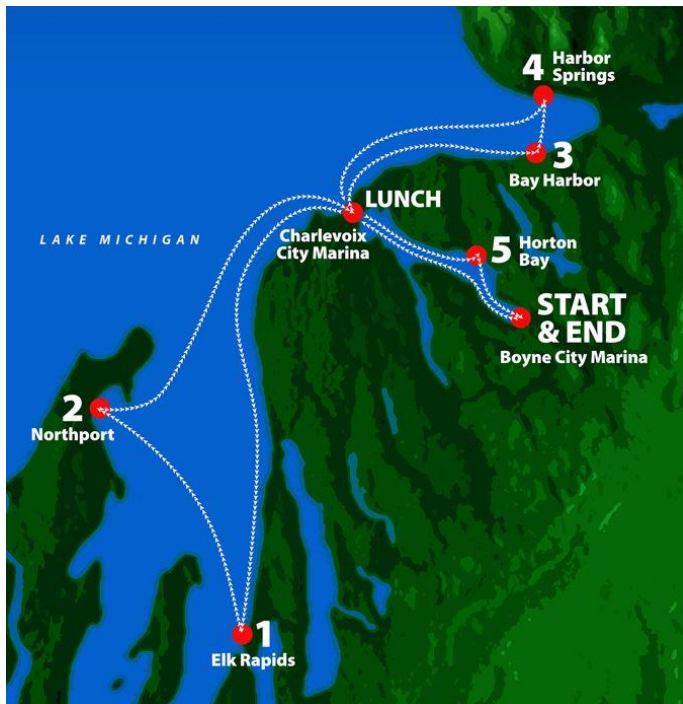 4 Harbor
Springs
3
Bay Harbor
LUNCH
Charlevoix
City Marina
LAKE MICHIGAN
5 Horton
Bay
START
& END
Boyne City Marina
2
Northport
1
Elk Rapids